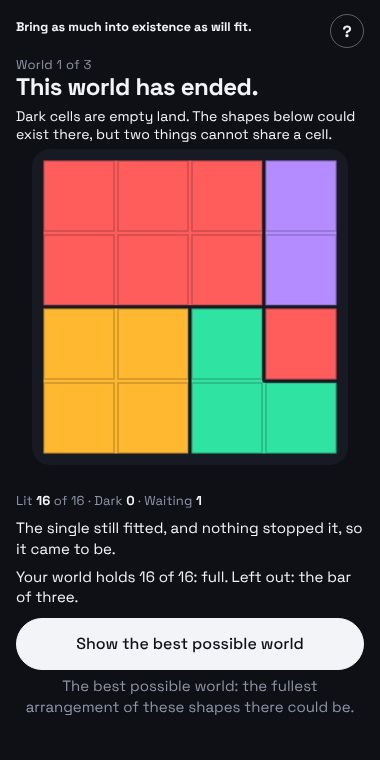 Bring as much into existence as will fit.
?
World 1 of 3
This world has ended.
Dark cells are empty land. The shapes below could
exist there, but two things cannot share a cell.
Lit 16 of 16 · Dark 0 · Waiting 1
The single still fitted, and nothing stopped it, so
it came to be.
Your world holds 16 of 16: full. Left out: the bar
of three.
Show the best possible world
The best possible world: the fullest
arrangement of these shapes there could be.